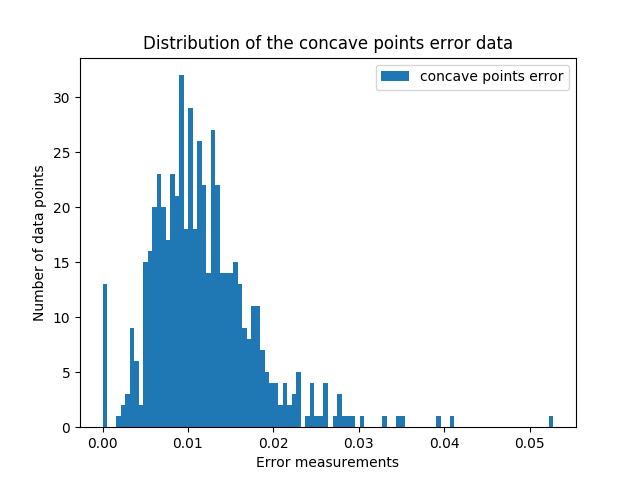 Distribution of the concave points error data
concave points error
Number of data points
30
25
20
15
10
5
0
0.00 0.01 0.02 0.03 0.04 0.05
Error measurements